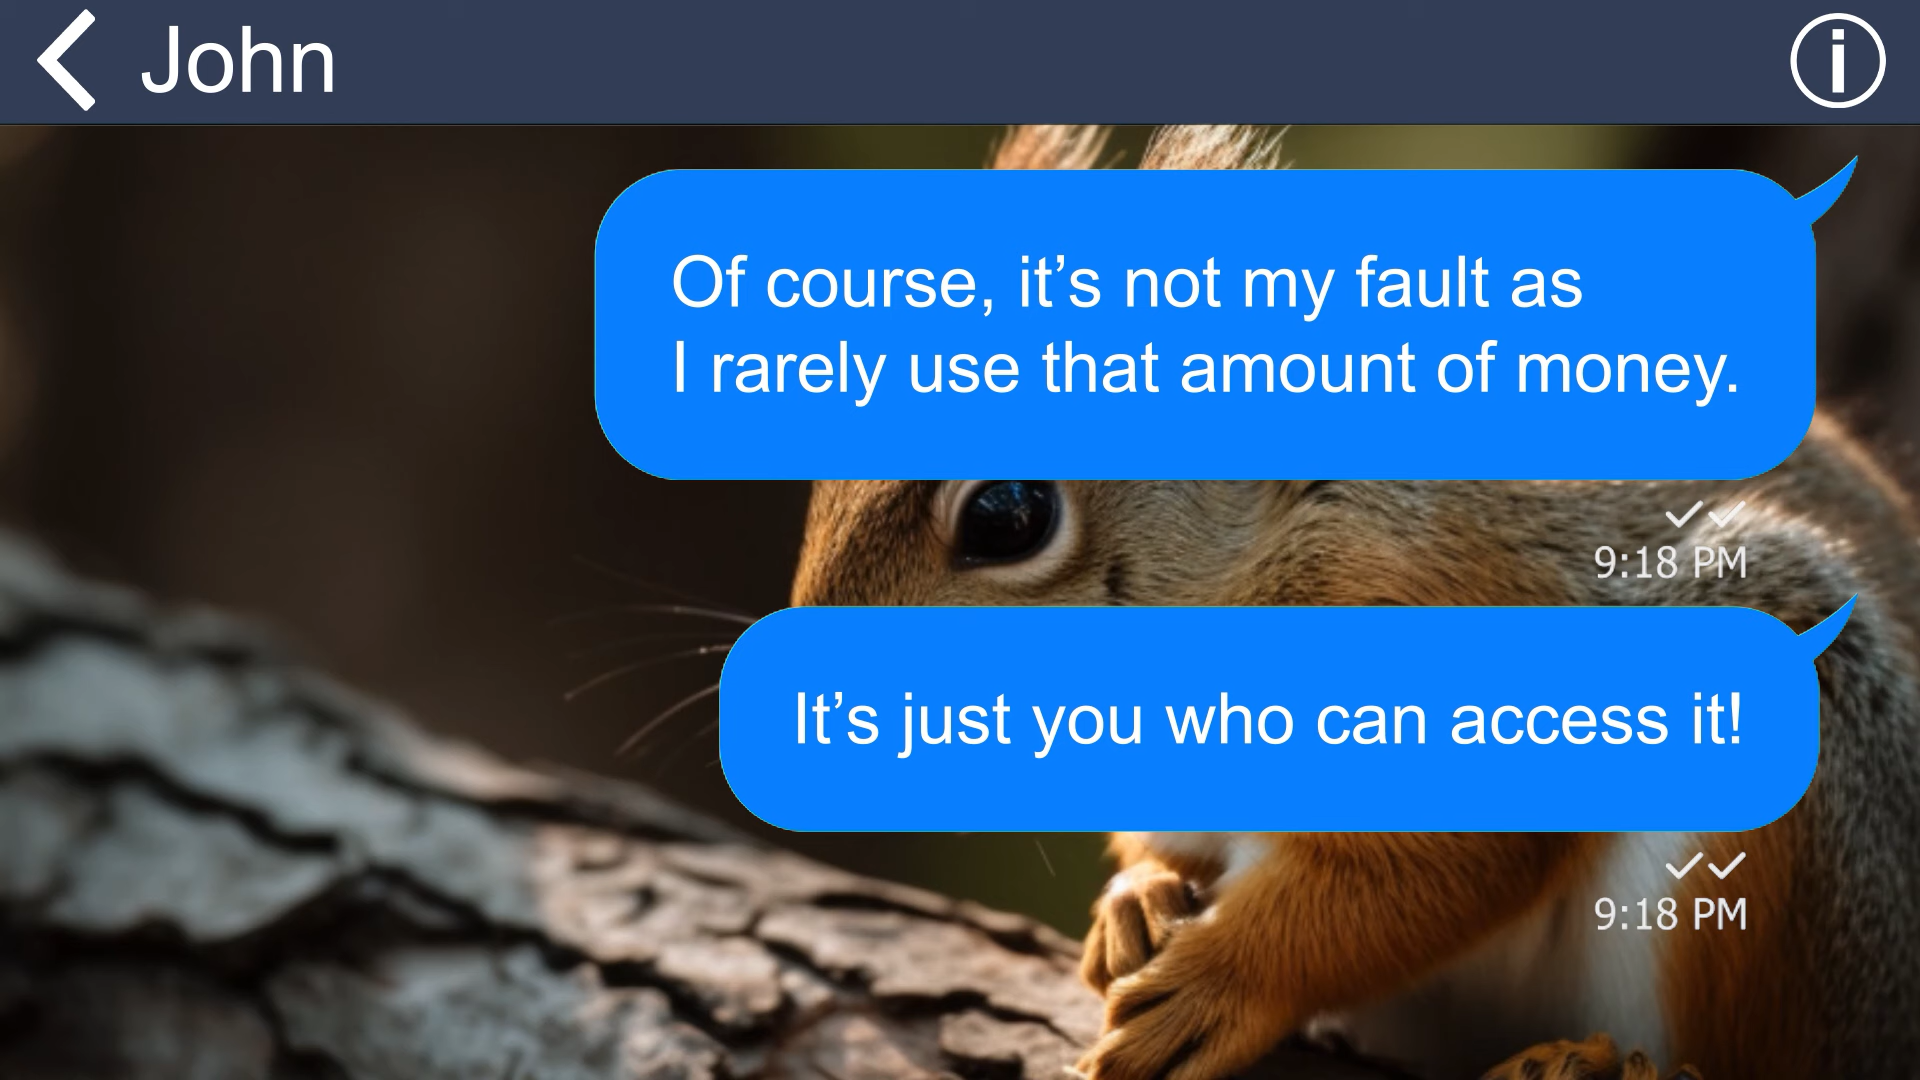 John
Of course, it’s not my fault as
I rarely use that amount of money.
9:18 PM
It’s just you who can access it!
9:18 PM